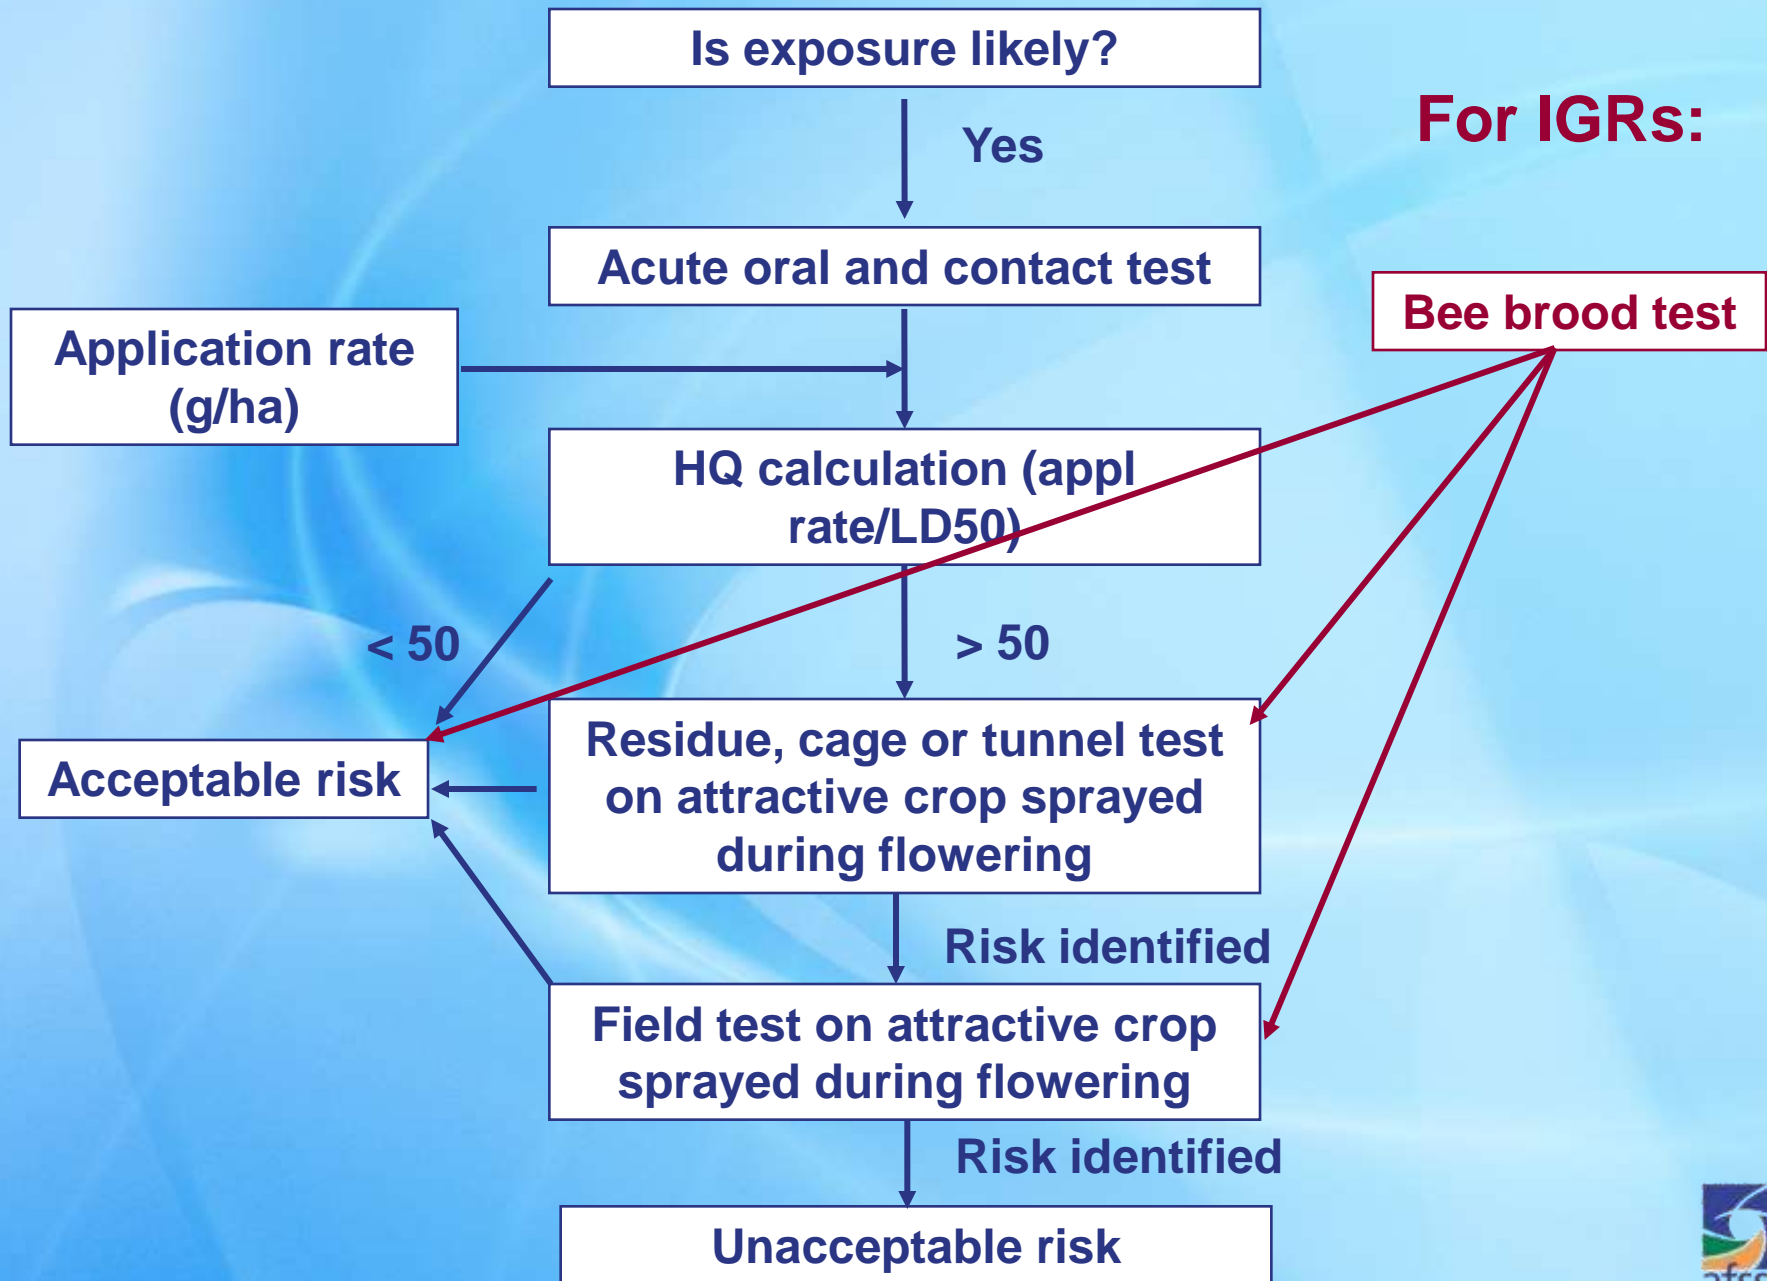 Is exposure likely?
For IGRs:
Yes
Acute oral and contact test
Bee brood test
Application rate
(g/ha)
HQ calculation (appl
rate/LD50)
< 50
> 50
Residue, cage or tunnel test
on attractive crop sprayed
during flowering
Acceptable risk
Risk identified
Field test on attractive crop
sprayed during flowering
Risk identified
Unacceptable risk